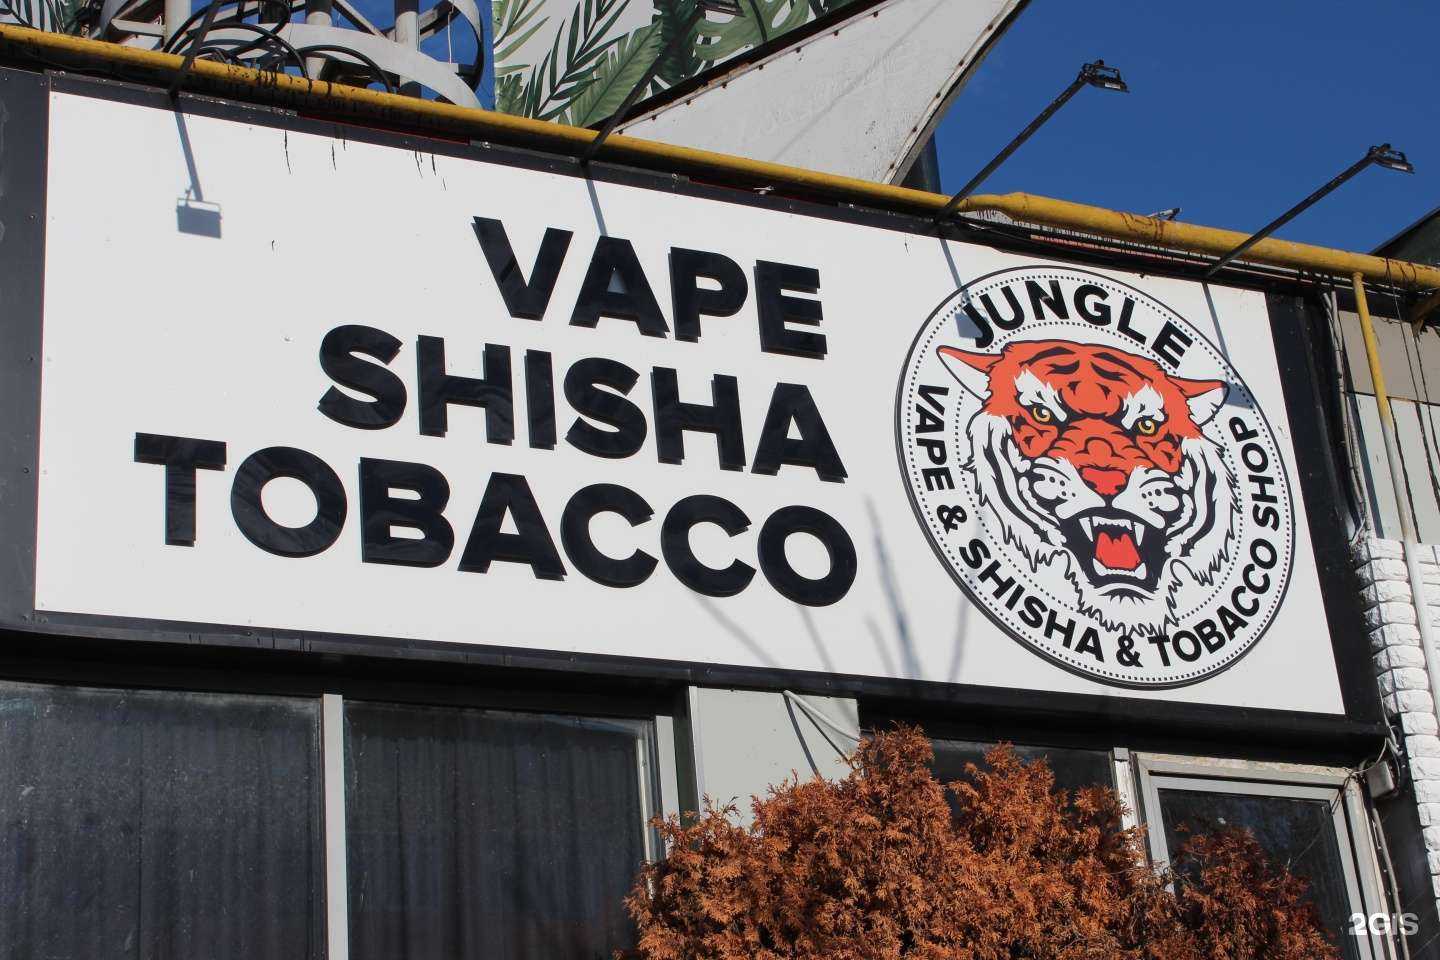 VAPE
SHISHA
TOBACCO
JUNGLE
VAPE & SHISHA & TOBACCO SHOP
2GIS